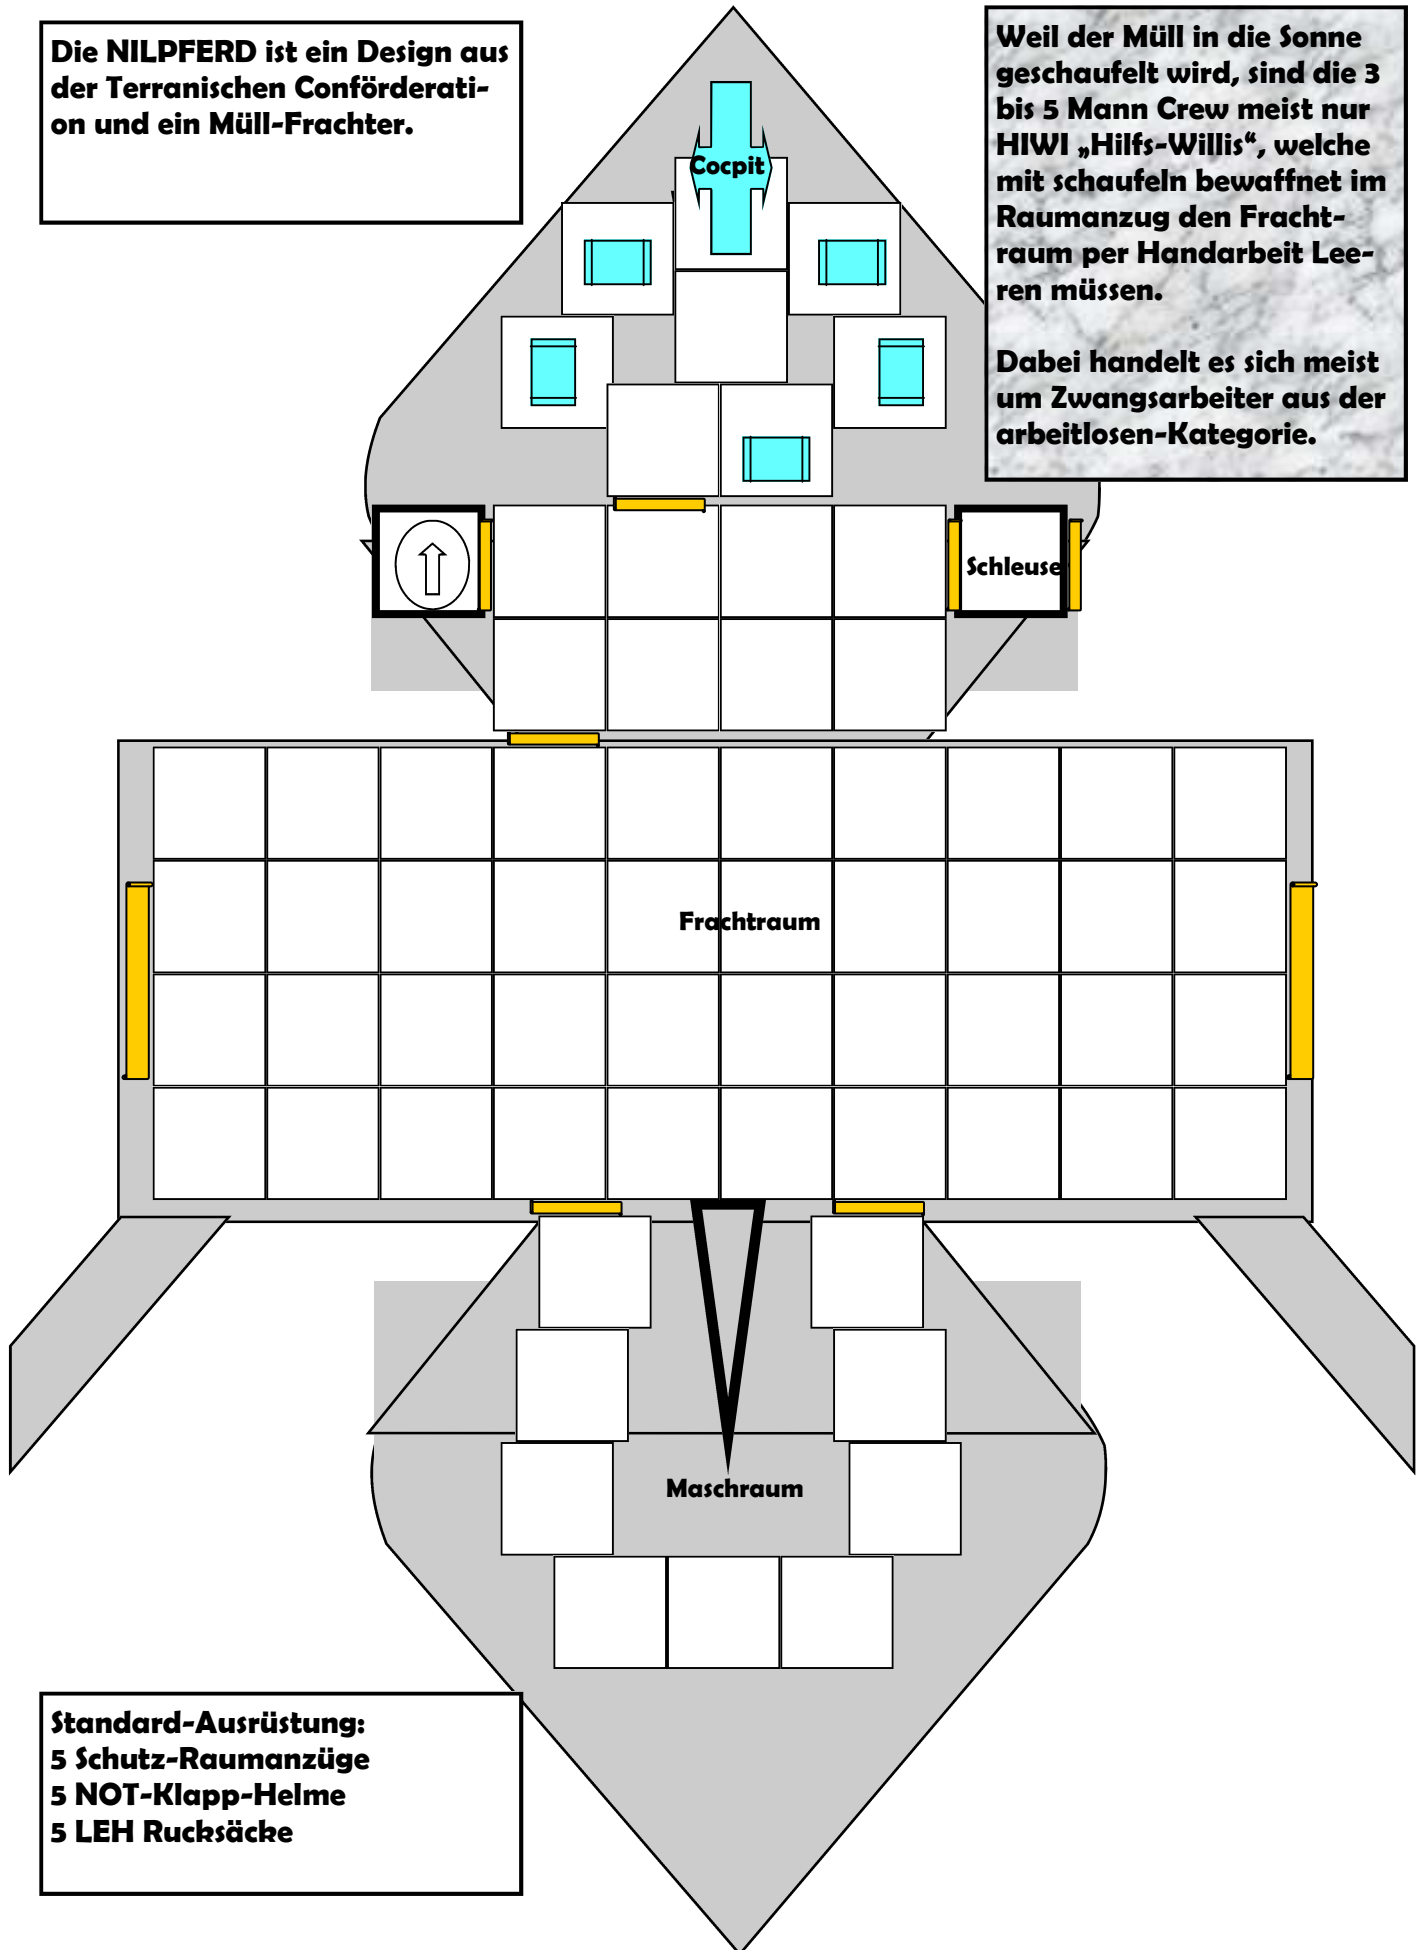 Die NILPFERD ist ein Design aus
der Terranischen Conförderati-
on und ein Müll-Frachter.
Weil der Müll in die Sonne
geschaufelt wird, sind die 3
bis 5 Mann Crew meist nur
HIWI „Hilfs-Willis“, welche
mit schaufeln bewaffnet im
Raumanzug den Fracht-
raum per Handarbeit Lee-
ren müssen.
Dabei handelt es sich meist
um Zwangsarbeiter aus der
arbeitlosen-Kategorie.
Cocpit
Schleuse
Frachtraum
Maschraum
Standard-Ausrüstung:
5 Schutz-Raumanzüge
5 NOT-Klapp-Helme
5 LEH Rucksäcke